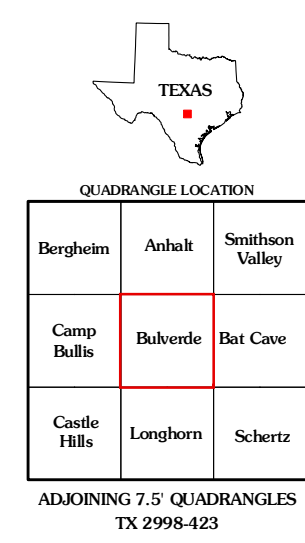 TEXAS
QUADRANGLE LOCATION
Bergheim
Anhalt
Smithson
Valley
Camp
Bullis
Bulverde
Bat Cave
Castle
Hills
Longhorn
Schertz
ADJOINING 7.5' QUADRANGLES
TX 2998-423